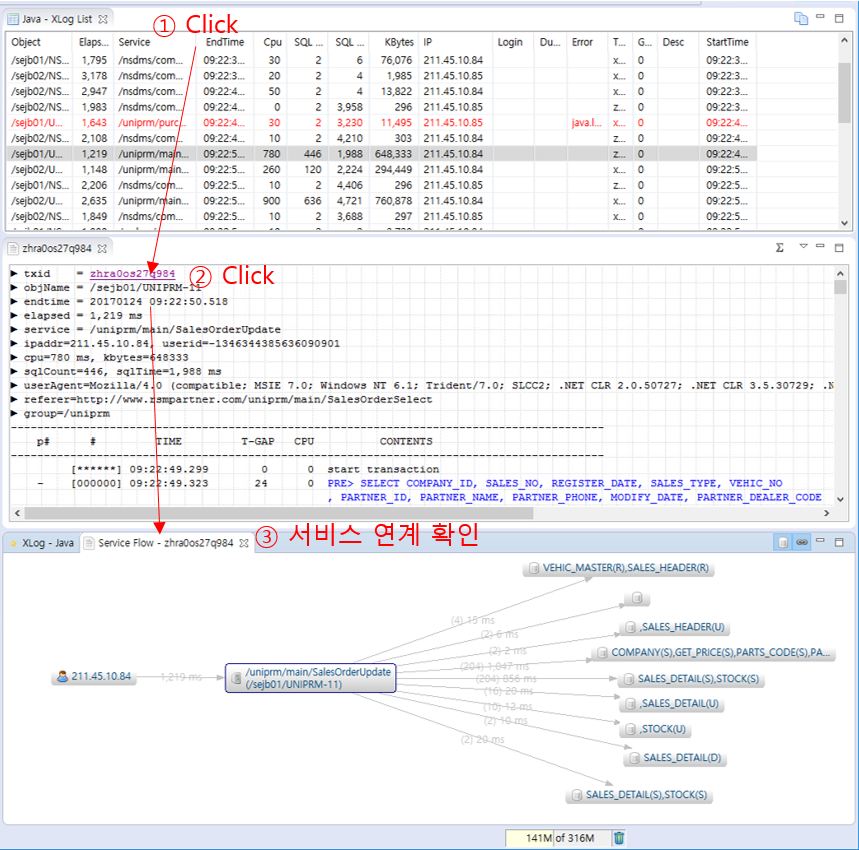 Java - XLog List
① Click
Object Elaps... Service EndTime Cpu SQL ... SQL ... KBytes IP Login Du... Error T... G... Desc StartTime
/sejb01/NS... 1,795 /nsdms/com... 09:22:3... 30 2 6 76,076 211.45.10.84 x... 0 09:22:3...
/sejb02/NS... 3,178 /nsdms/com... 09:22:3... 20 2 4 1,985 211.45.10.85 x... 0 09:22:3...
/sejb02/NS... 2,947 /nsdms/com... 09:22:4... 50 2 4 13,822 211.45.10.84 x... 0 09:22:3...
/sejb02/NS... 1,983 /nsdms/com... 09:22:4... 0 2 3,958 296 211.45.10.85 z... 0 09:22:3...
/sejb01/U... 1,643 /uniprm/purc... 09:22:4... 30 2 3,230 11,495 211.45.10.85 java.l... x... 0 09:22:4...
/sejb02/NS... 2,108 /nsdms/com... 09:22:4... 10 2 4,210 303 211.45.10.84 z... 0 09:22:4...
/sejb01/U... 1,219 /uniprm/main... 09:22:5... 780 446 1,988 648,333 211.45.10.84 z... 0 09:22:4...
/sejb02/U... 1,148 /uniprm/main... 09:22:5... 260 120 2,224 294,449 211.45.10.84 x... 0 09:22:5...
/sejb01/NS... 2,206 /nsdms/com... 09:22:5... 10 2 4,406 296 211.45.10.85 z... 0 09:22:5...
/sejb02/U... 2,635 /uniprm/main... 09:22:5... 900 636 4,721 760,878 211.45.10.84 x... 0 09:22:5...
/sejb02/NS... 1,849 /nsdms/com... 09:22:5... 10 2 3,688 297 211.45.10.85 x... 0 09:22:5...
zhra0os27q984
txid = zhra0os27q984
② Click
objName = /sejb01/UNIPRM-11
endtime = 20170124 09:22:50.518
elapsed = 1,219 ms
service = /uniprm/main/SalesOrderUpdate
ipaddr=211.45.10.84, userid=-1346344385636090901
cpu=780 ms, kbytes=648333
sqlCount=446, sqlTime=1,988 ms
userAgent=Mozilla/4.0 (compatible; MSIE 7.0; Windows NT 6.1; Trident/7.0; SLCC2; .NET CLR 2.0.50727; .NET CLR 3.5.30729; .N
referer=http://www.rsmpartner.com/uniprm/main/SalesOrderSelect
group=/uniprm
p# # TIME T-GAP CPU CONTENTS
[******] 09:22:49.299 0 0 start transaction
- [000000] 09:22:49.323 24 0 PRE> SELECT COMPANY_ID, SALES_NO, REGISTER_DATE, SALES_TYPE, VEHIC_NO
, PARTNER_ID, PARTNER_NAME, PARTNER_PHONE, MODIFY_DATE, PARTNER_DEALER_CODE
XLog - Java Service Flow - zhra0os27q984
③ 서비스 연계 확인
VEHIC_MASTER(R),SALES_HEADER(R)
(4) 15 ms
(2) 6 ms
,SALES_HEADER(U)
(2) 2 ms
COMPANY(S),GET_PRICE(S),PARTS_CODE(S),PA...
(204) 1,047 ms
211.45.10.84
1,219 ms
/uniprm/main/SalesOrderUpdate
(/sejb01/UNIPRM-11)
(204) 856 ms
SALES_DETAIL(S),STOCK(S)
(16) 20 ms
,SALES_DETAIL(U)
(16) 12 ms
,STOCK(U)
(2) 10 ms
SALES_DETAIL(D)
(2) 20 ms
SALES_DETAIL(S),STOCK(S)
141M of 316M